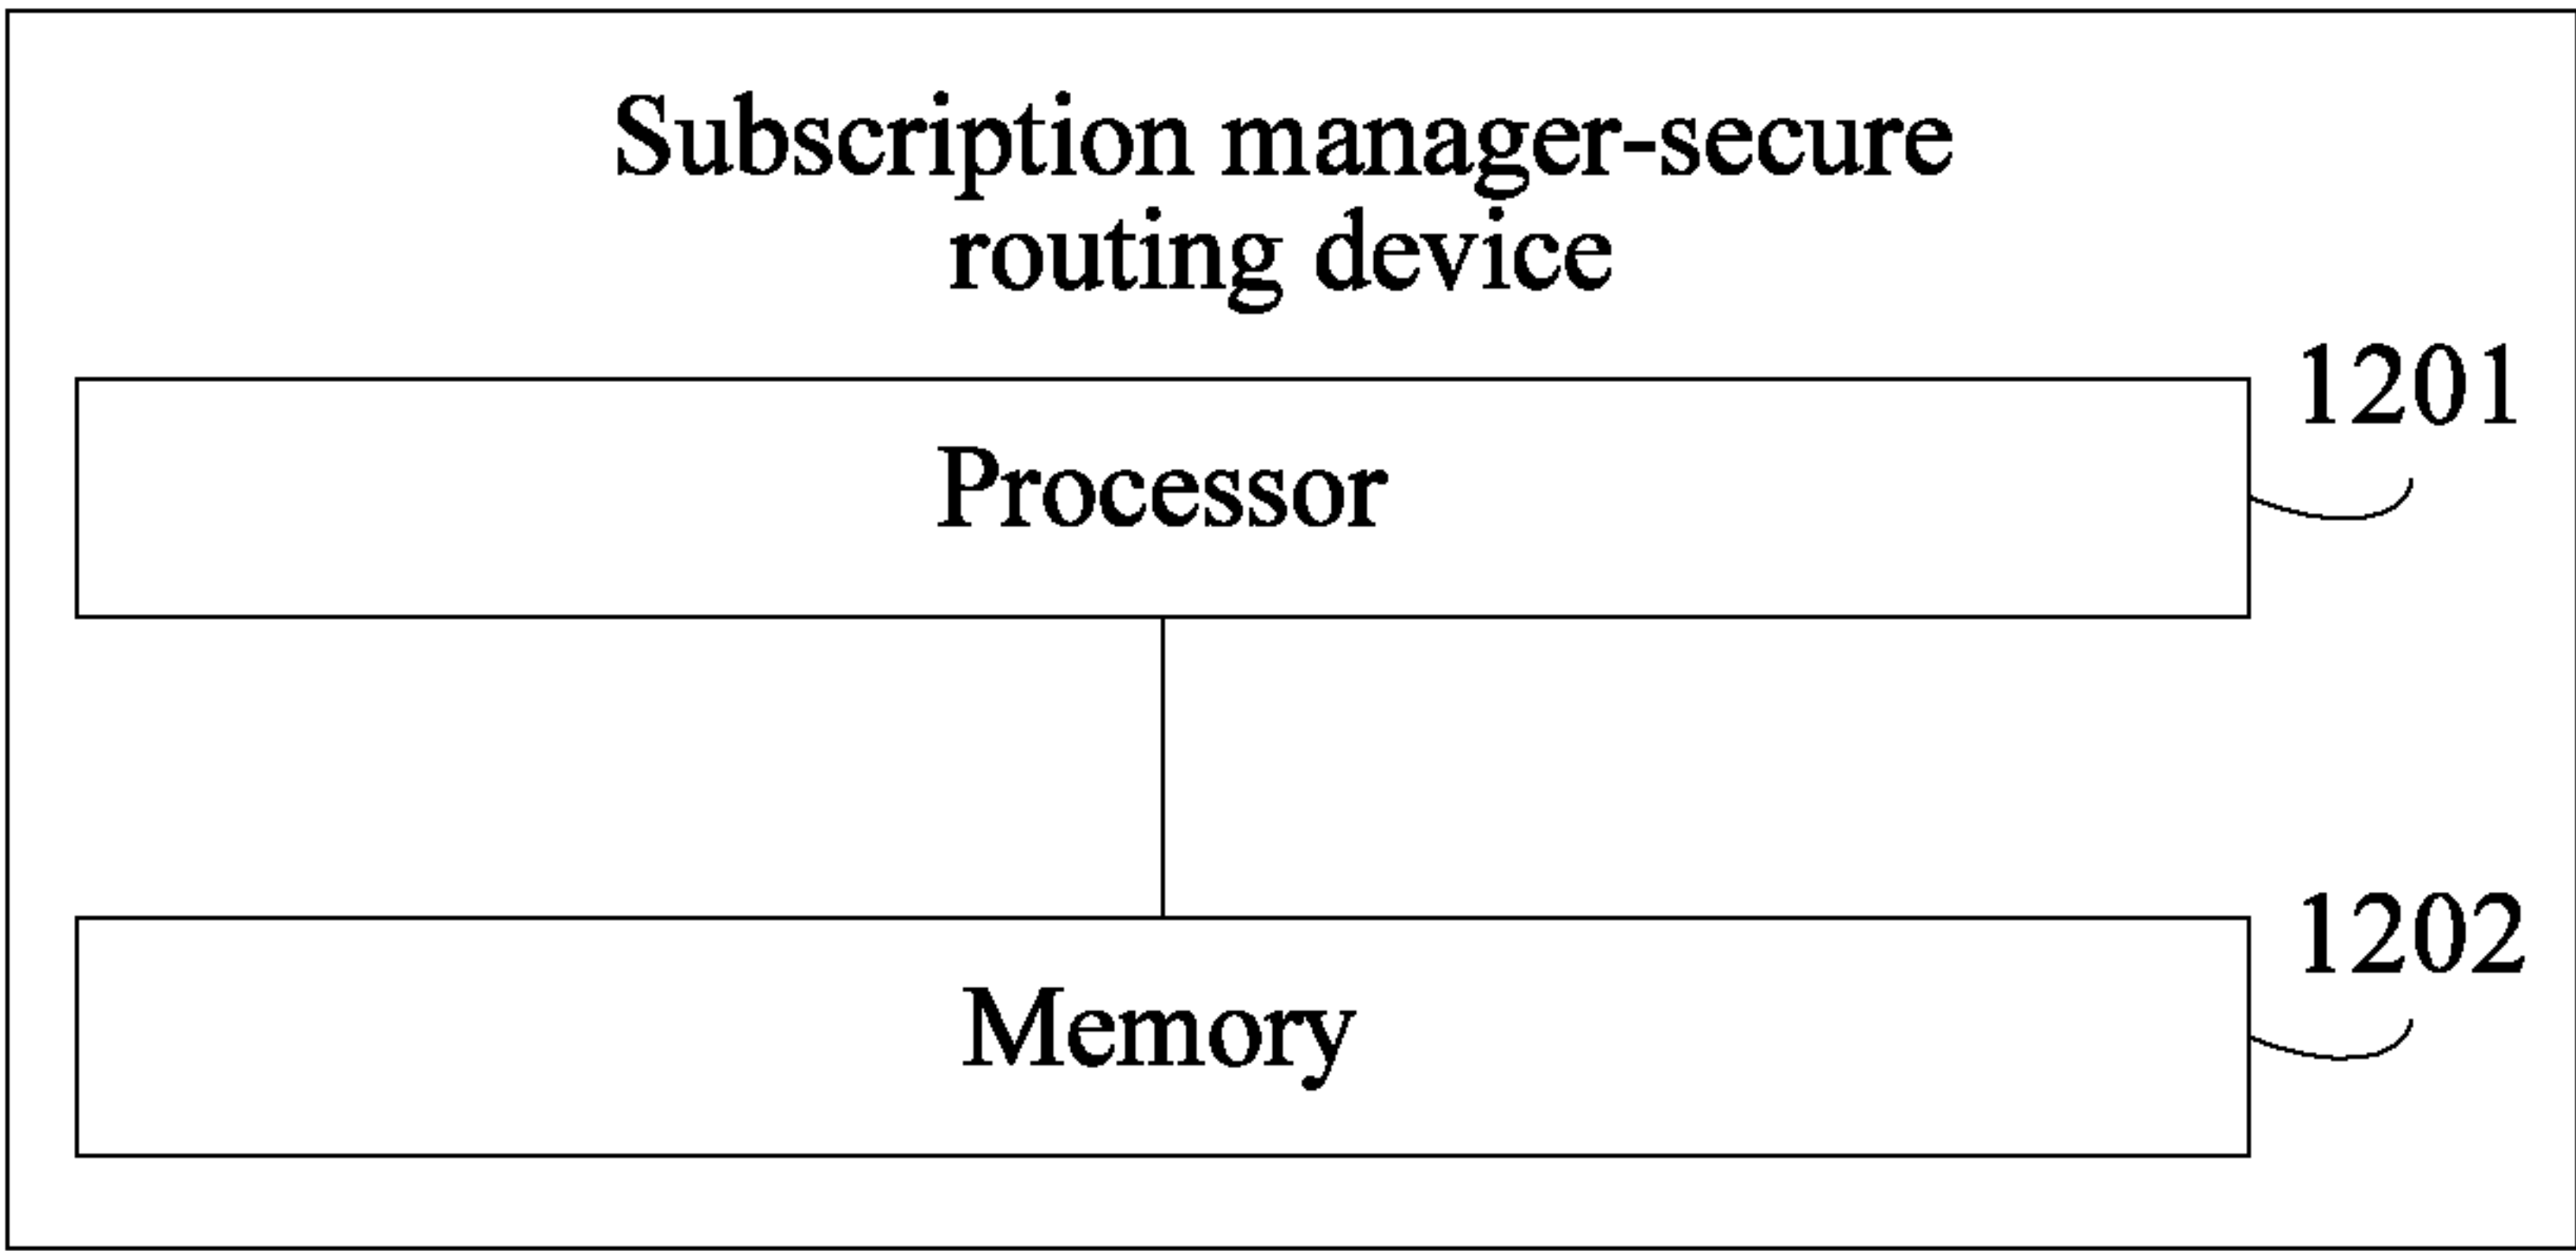 Subscription manager-secure
routing device
1201
Processor
1202
Memory